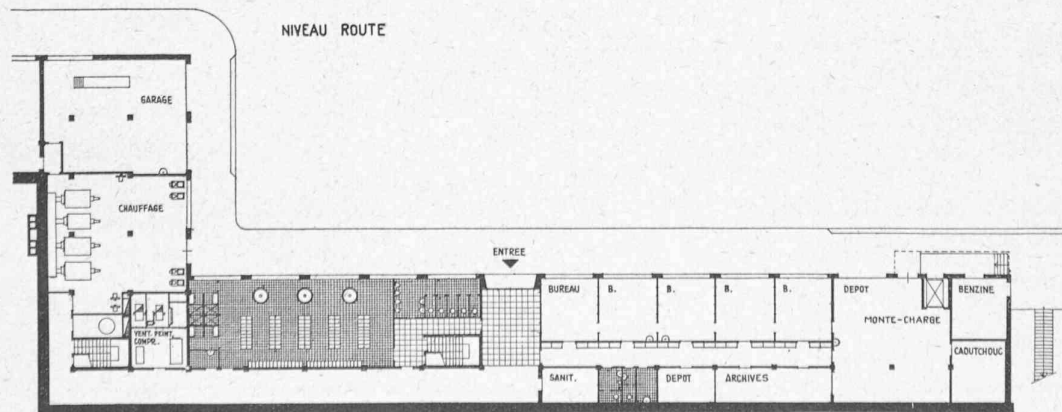 NIVEAU ROUTE
GARAGE
CHAUFFAGE
ENTREE
BUREAU
B.
B.
B.
B.
DEPOT
BENZINE
MONTE-CHARGE
VENT. PEINT.
COMPR.
CAOUTCHOUC
SANIT.
DEPOT
ARCHIVES